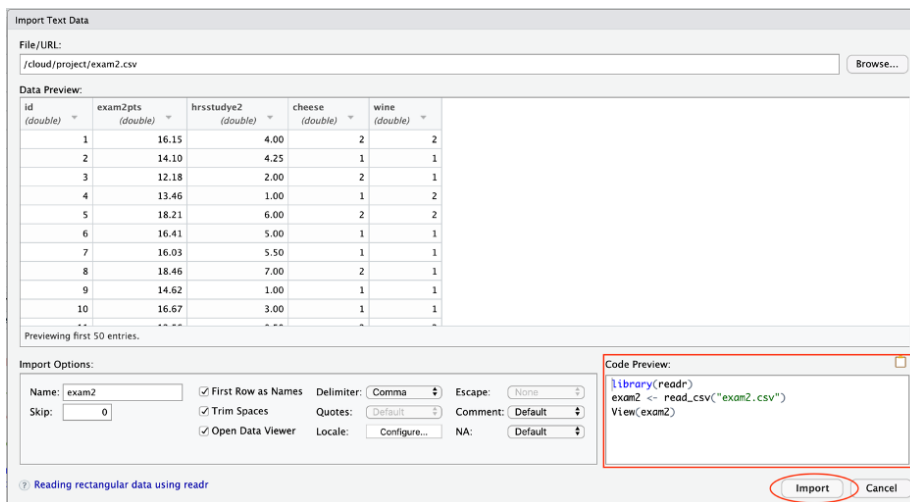 Import Text Data
File/URL:
/cloud/project/exam2.csv
Browse...
Data Preview:
id exam2pts hrsstudye2 cheese wine
(double) (double) (double) (double) (double)
1 16.15 4.00 2 2
2 14.10 4.25 1 1
3 12.18 2.00 2 1
4 13.46 1.00 1 2
5 18.21 6.00 2 2
6 16.41 5.00 1 1
7 16.03 5.50 1 1
8 18.46 7.00 2 1
9 14.62 1.00 1 1
10 16.67 3.00 1 1
Previewing first 50 entries.
Import Options:
Name: exam2
Skip: 0
First Row as Names
Trim Spaces
Open Data Viewer
Delimiter: Comma
Quotes: Default
Locale: Configure...
Escape: None
Comment: Default
NA: Default
Code Preview:
library(readr)
exam2 <- read_csv("exam2.csv")
View(exam2)
? Reading rectangular data using readr
Import Cancel